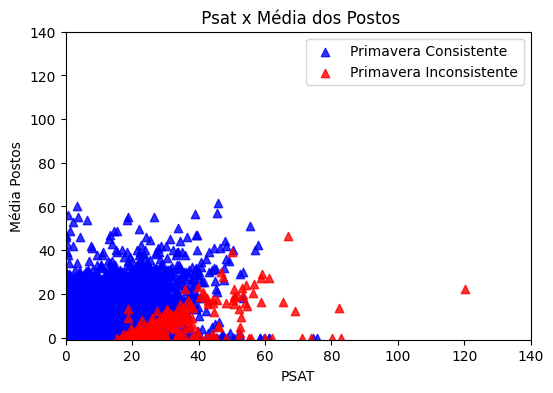 Psat x Média dos Postos
140
120
100
80
60
40
20
0
Média Postos
Primavera Consistente
Primavera Inconsistente
0 20 40 60 80 100 120 140
PSAT